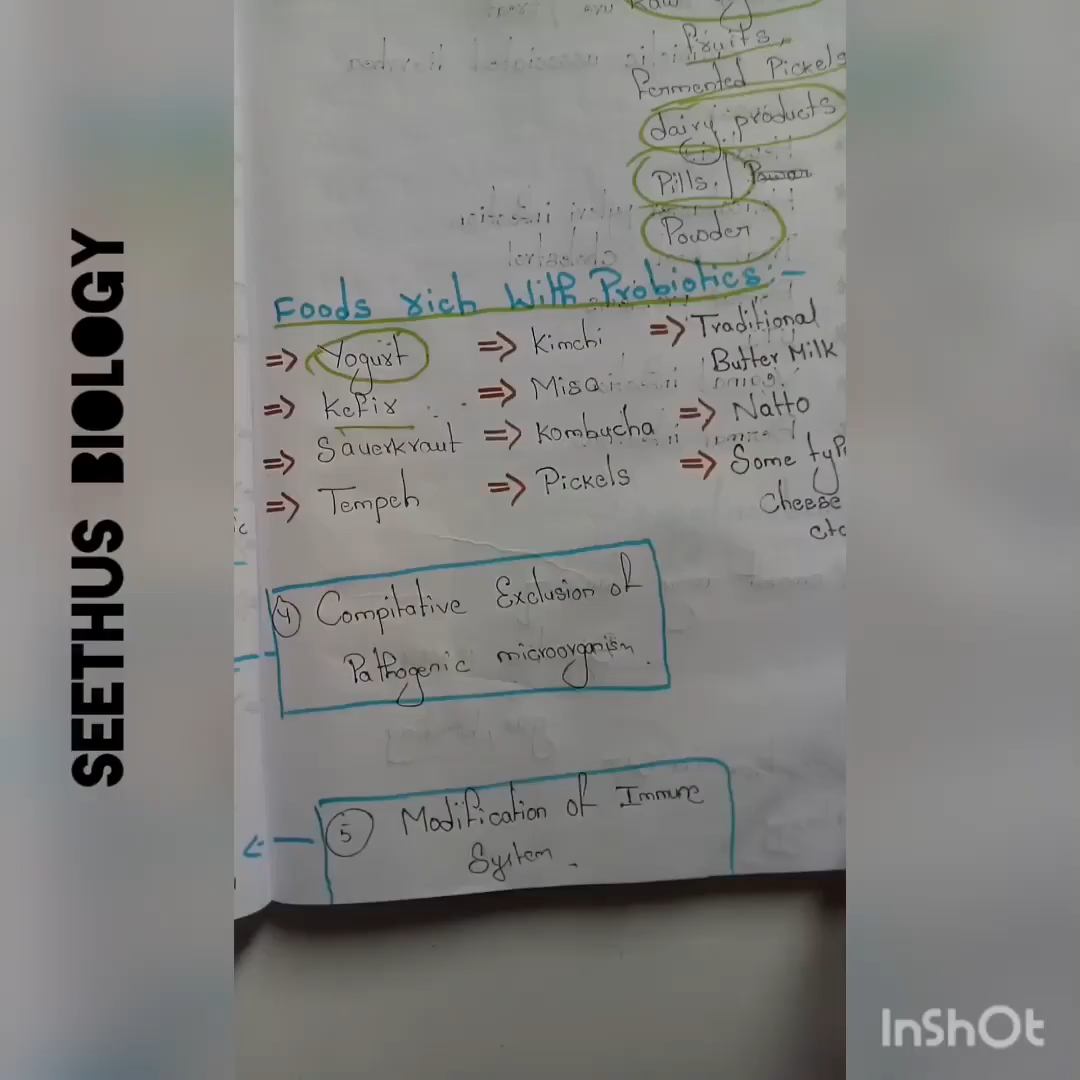 SEETHUS BIOLOGY
Raw
fruits,
fermented Pickels
dairy products
Pills.
Powder
Foods rich With Probiotics:-
=> Yogurt
=> Kefir
=> Sauerkraut
=> Tempeh
=> Kimchi
=> Miso
=> Kombucha
=> Pickels
=> Traditional
Butter Milk
=> Natto
=> Some typ
Cheese
etc
④ Compitative Exclusion of
Pathogenic microorganism.
⑤ Modification of Immune
System.
InShOt